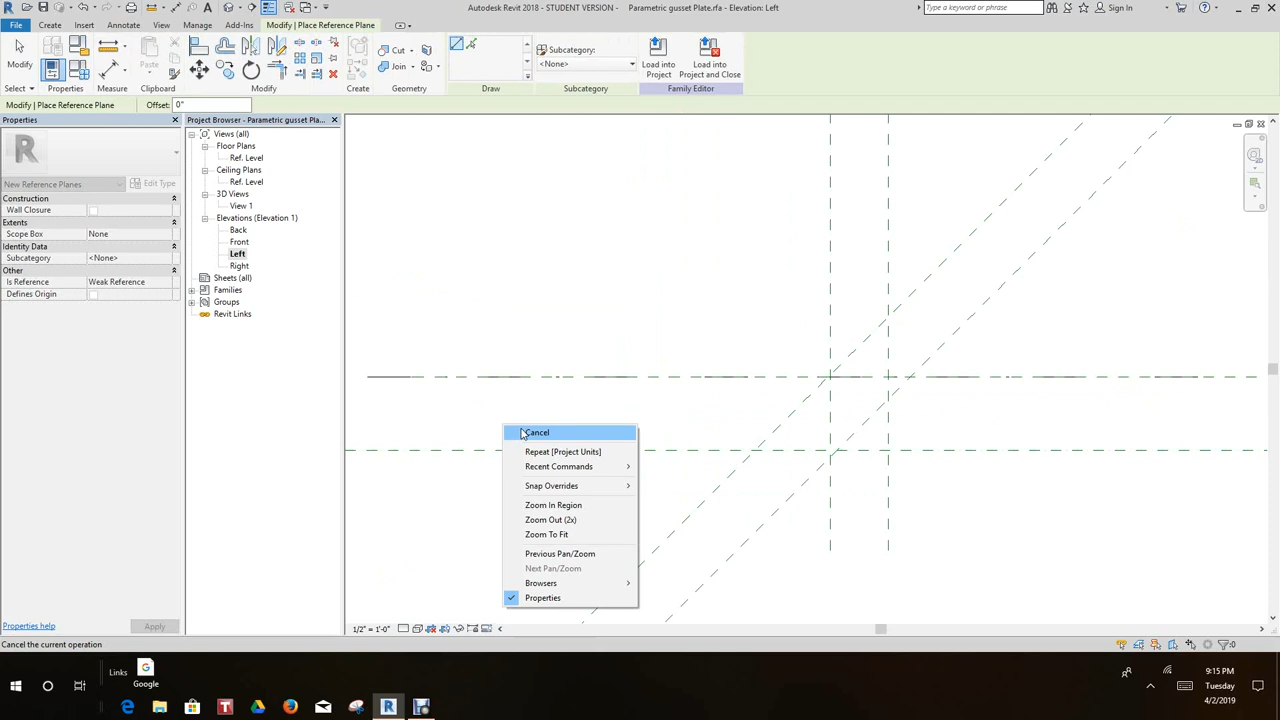 Autodesk Revit 2018 - STUDENT VERSION - Parametric gusset Plate.rfa - Elevation: Left
Type a keyword or phrase
Sign In
File Create Insert Annotate View Manage Add-Ins Modify | Place Reference Plane
Modify
Paste
Cut
Join
Subcategory:
<None>
Load into
Project
Load into
Project and Close
Select Properties Clipboard Modify Measure Create Geometry Draw Subcategory Family Editor
Modify | Place Reference Plane Offset: 0"
Properties
R
New Reference Planes Edit Type
Construction
Wall Closure
Extents
Scope Box None
Identity Data
Subcategory <None>
Other
Is Reference Weak Reference
Defines Origin
Properties help Apply
Project Browser - Parametric gusset Pla...
Views (all)
Floor Plans
Ref. Level
Ceiling Plans
Ref. Level
3D Views
View 1
Elevations (Elevation 1)
Back
Front
Left
Right
Sheets (all)
Families
Groups
Revit Links
Cancel
Repeat [Project Units]
Recent Commands
Snap Overrides
Zoom In Region
Zoom Out (2x)
Zoom To Fit
Previous Pan/Zoom
Next Pan/Zoom
Browsers
Properties
1/2" = 1'-0"
Cancel the current operation
:0
Links
Google
9:15 PM
Tuesday
4/2/2019